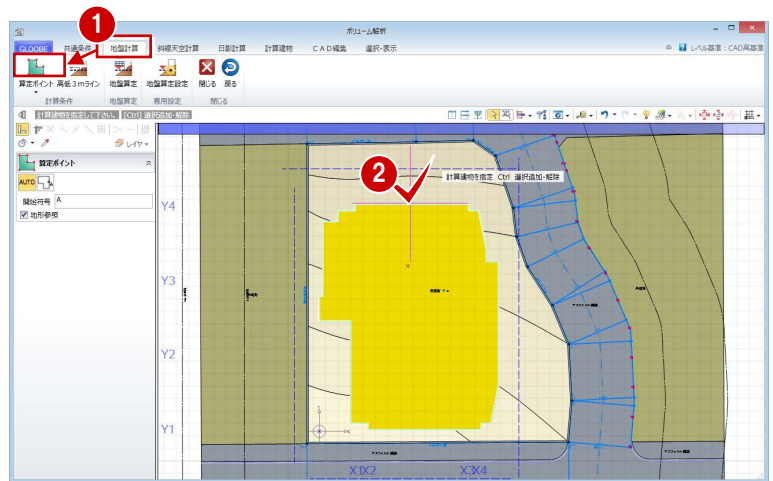 1
ボリューム解析
GLOOBE 共通条件 地盤計算 斜線天空計算 日影計算 計算建物 CAD編集 選択・表示
レベル基準：CAD高基準
算定ポイント 高低3mライン 地盤算定 地盤算定設定 閉じる 戻る
計算条件 地盤算定 専用設定 閉じる
計算建物を指定して下さい。 [[Ctrl] 選択追加・解除]
レイヤ
算定ポイント
AUTO
開始符号 A
地形参照
2
計算建物を指定 Ctrl 選択追加・解除
Y4
Y3
Y2
Y1
X1X2 X3X4